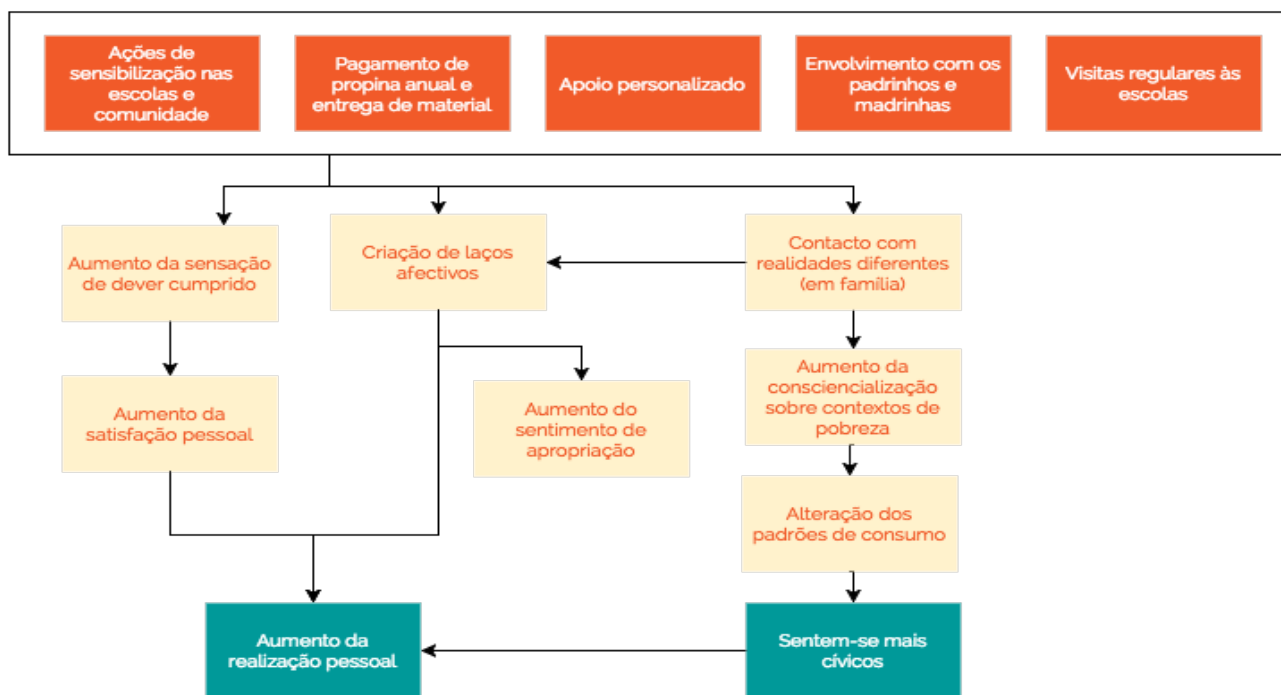 Ações de
sensibilização nas
escolas e
comunidade
Pagamento de
propina anual e
entrega de material
Apoio personalizado
Envolvimento com os
padrinhos e
madrinhas
Visitas regulares às
escolas
Aumento da sensação
de dever cumprido
Criação de laços
afectivos
Contacto com
realidades diferentes
(em família)
Aumento da
satisfação pessoal
Aumento do
sentimento de
apropriação
Aumento da
consciencialização
sobre contextos de
pobreza
Alteração dos
padrões de consumo
Aumento da
realização pessoal
Sentem-se mais
cívicos